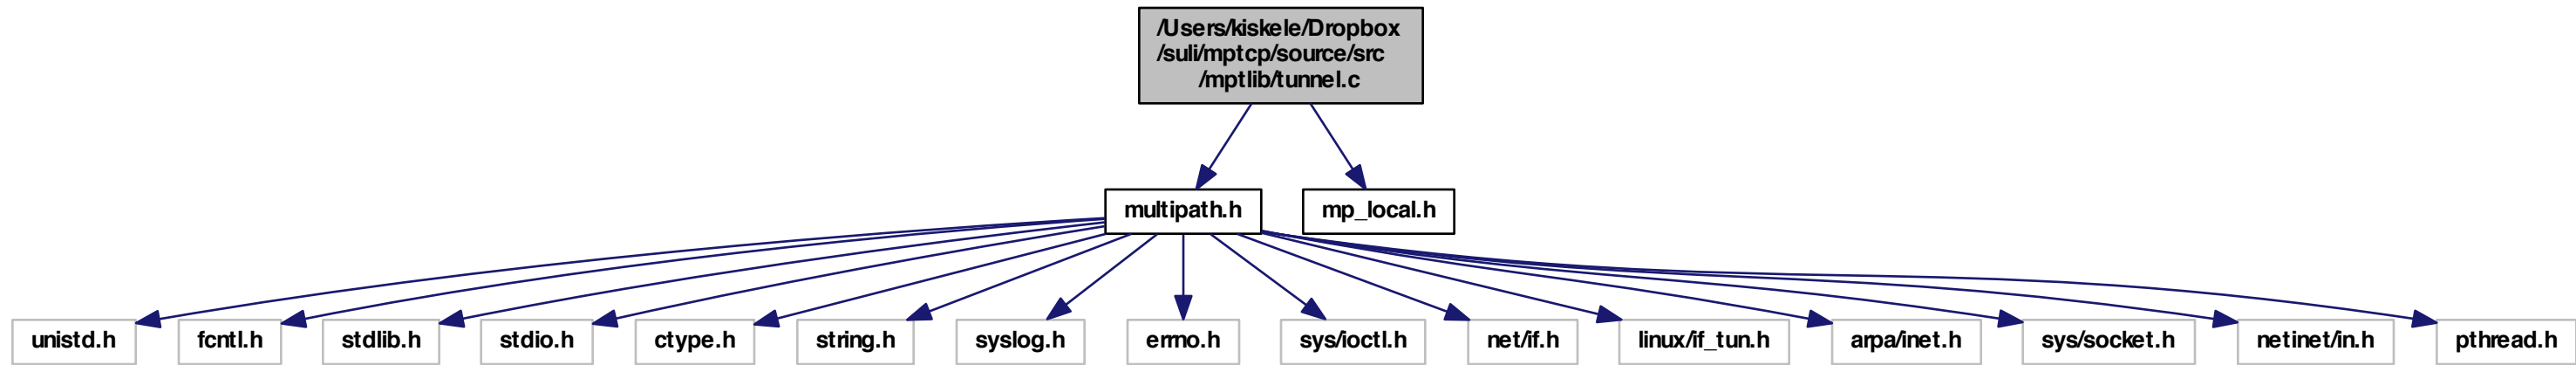 /Users/kiskele/Dropbox
/suli/mptcp/source/src
/mptlib/tunnel.c
multipath.h
mp_local.h
unistd.h
fcntl.h
stdlib.h
stdio.h
ctype.h
string.h
syslog.h
errno.h
sys/ioctl.h
net/if.h
linux/if_tun.h
arpa/inet.h
sys/socket.h
netinet/in.h
pthread.h